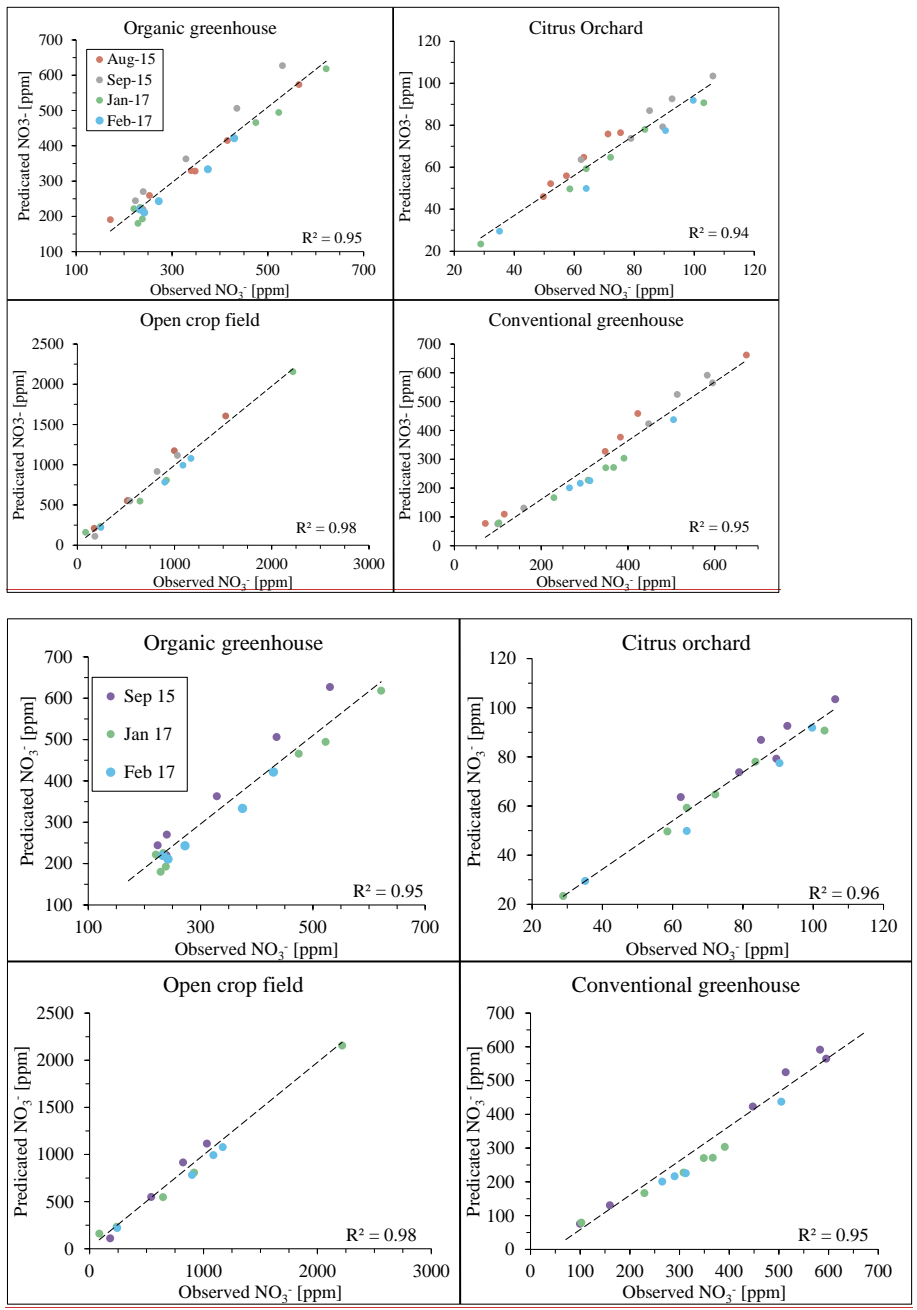 Organic greenhouse
Predicated NO3- [ppm]
700
600
500
400
300
200
100
Aug-15
Sep-15
Jan-17
Feb-17
R² = 0.95
100 300 500 700
Observed NO₃⁻ [ppm]
Citrus Orchard
Predicated NO3- [ppm]
120
100
80
60
40
20
R² = 0.94
20 40 60 80 100 120
Observed NO₃⁻ [ppm]
Open crop field
Predicated NO3- [ppm]
2500
2000
1500
1000
500
0
R² = 0.98
0 1000 2000 3000
Observed NO₃⁻ [ppm]
Conventional greenhouse
Predicated NO3- [ppm]
700
600
500
400
300
200
100
0
R² = 0.95
0 200 400 600
Observed NO₃⁻ [ppm]
Organic greenhouse
Predicated NO₃⁻ [ppm]
700
600
500
400
300
200
100
Sep 15
Jan 17
Feb 17
R² = 0.95
100 300 500 700
Observed NO₃⁻ [ppm]
Citrus orchard
Predicated NO₃⁻ [ppm]
120
100
80
60
40
20
R² = 0.96
20 40 60 80 100 120
Observed NO₃⁻ [ppm]
Open crop field
Predicated NO₃⁻ [ppm]
2500
2000
1500
1000
500
0
R² = 0.98
0 1000 2000 3000
Observed NO₃⁻ [ppm]
Conventional greenhouse
Predicated NO₃⁻ [ppm]
700
600
500
400
300
200
100
0
R² = 0.95
0 100 200 300 400 500 600 700
Observed NO₃⁻ [ppm]